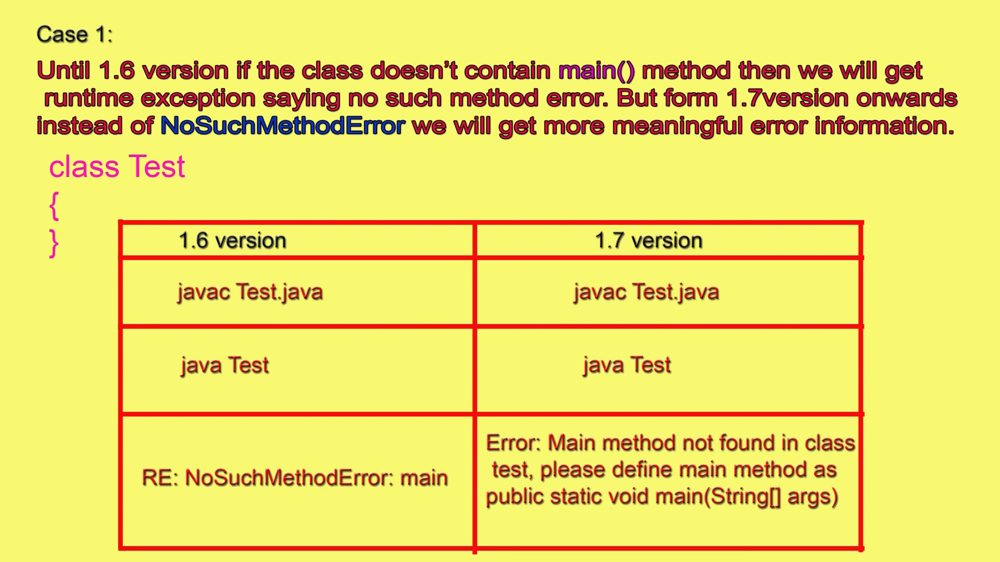 Case 1:
Until 1.6 version if the class doesn’t contain main() method then we will get
runtime exception saying no such method error. But form 1.7version onwards
instead of NoSuchMethodError we will get more meaningful error information.
class Test
{
}
1.6 version
1.7 version
javac Test.java
javac Test.java
java Test
java Test
RE: NoSuchMethodError: main
Error: Main method not found in class
test, please define main method as
public static void main(String[] args)